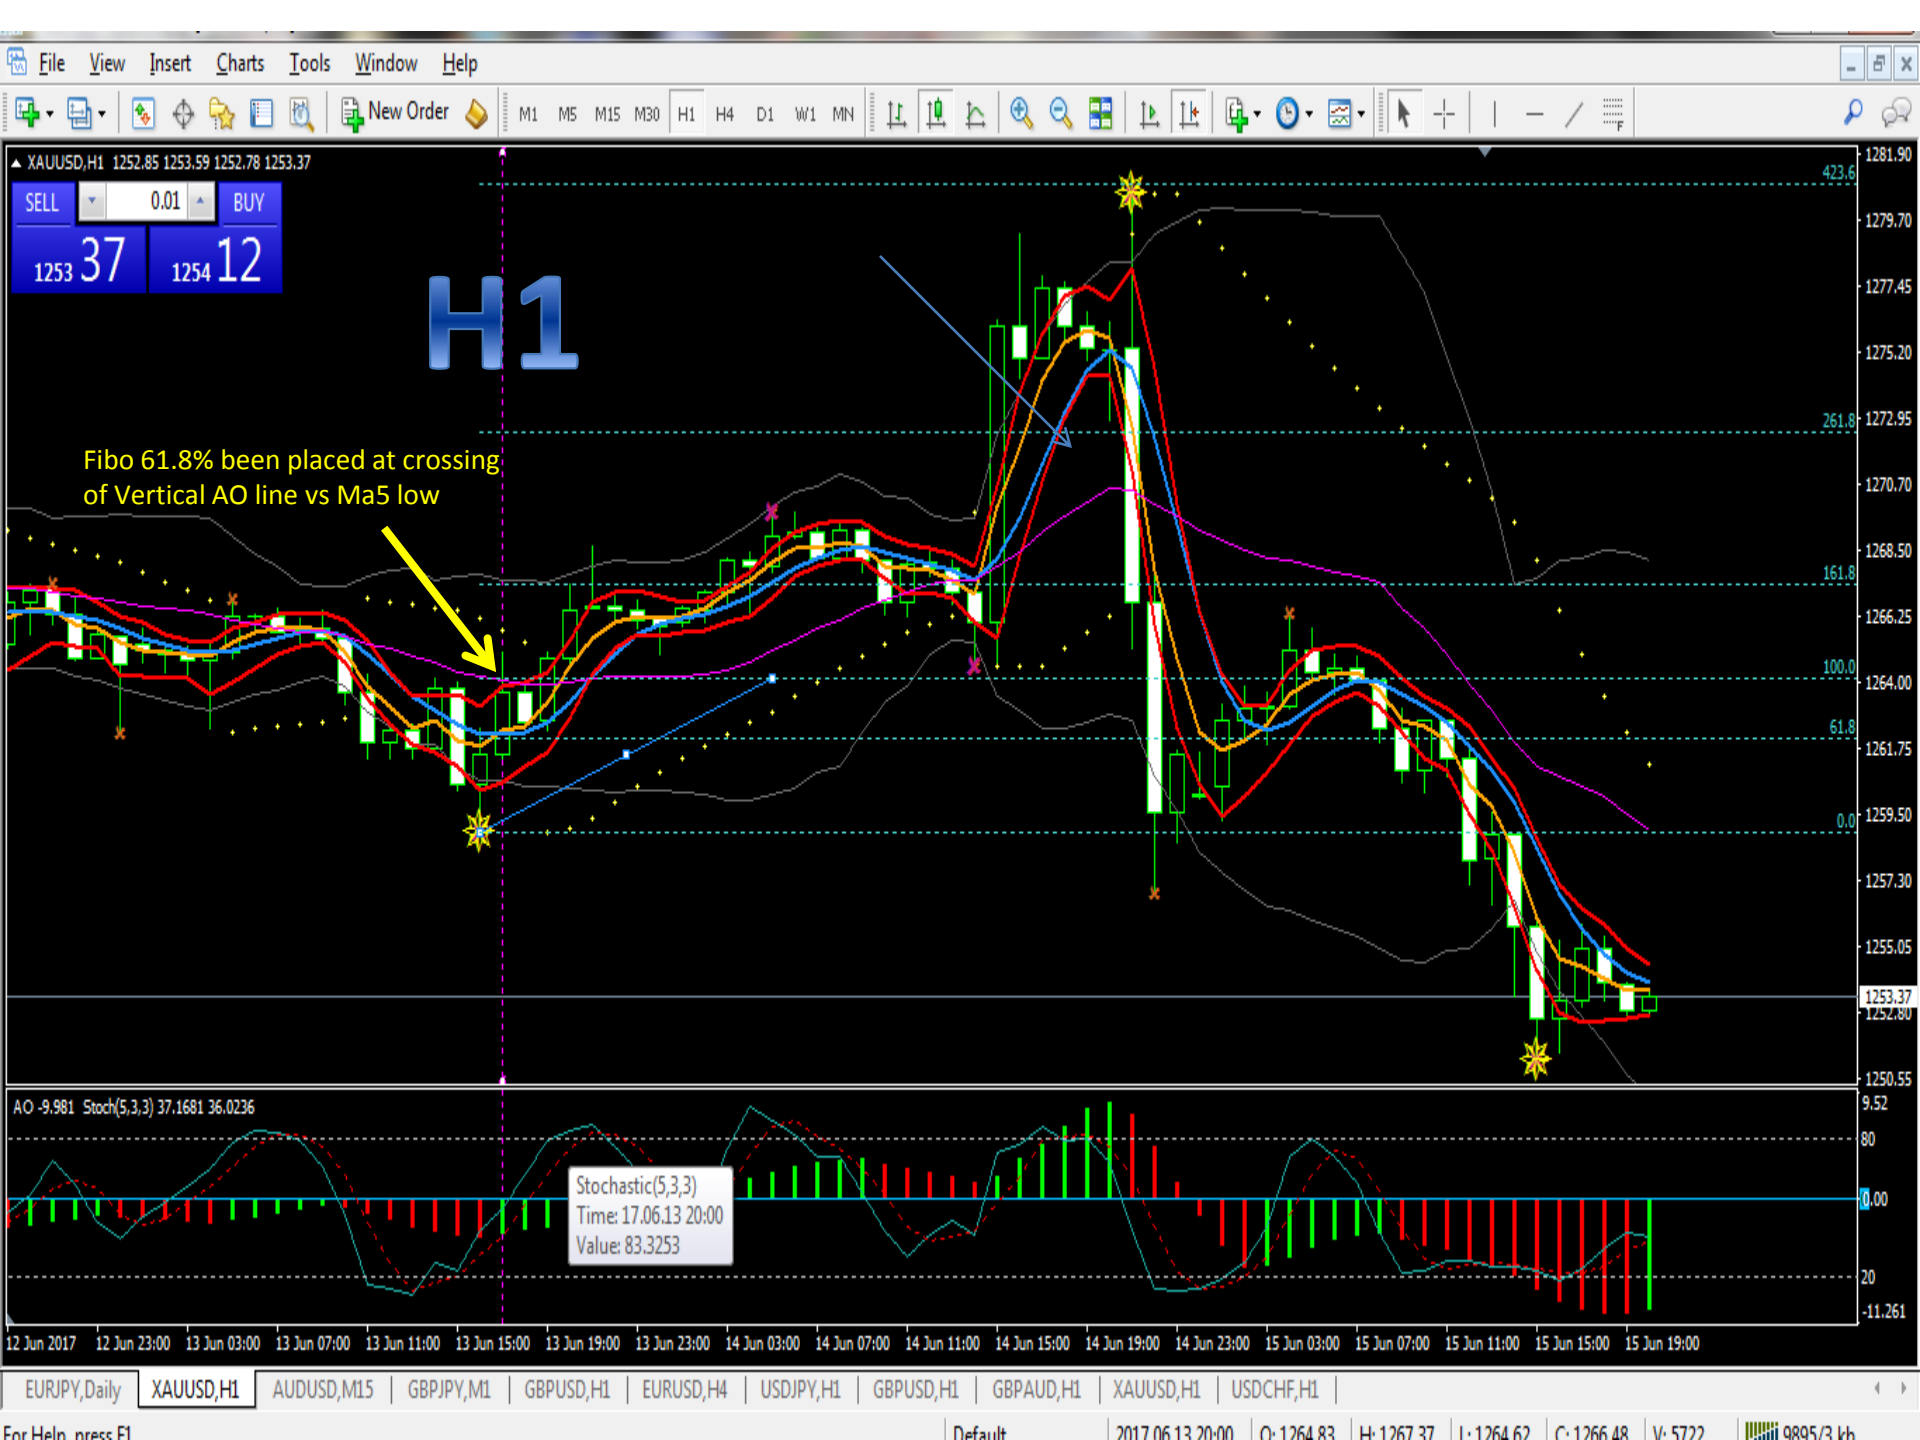 File View Insert Charts Tools Window Help
New Order M1 M5 M15 M30 H1 H4 D1 W1 MN
XAUUSD,H1 1252.85 1253.59 1252.78 1253.37
SELL 0.01 BUY
1253 37 1254 12
H1
Fibo 61.8% been placed at crossing
of Vertical AO line vs Ma5 low
423.6
261.8
161.8
100.0
61.8
0.0
1281.90
1279.70
1277.45
1275.20
1272.95
1270.70
1268.50
1266.25
1264.00
1261.75
1259.50
1257.30
1255.05
1253.37
1252.80
1250.55
AO -9.981 Stoch(5,3,3) 37.1681 36.0236
9.52
80
0.00
20
-11.261
Stochastic(5,3,3)
Time: 17.06.13 20:00
Value: 83.3253
12 Jun 2017 12 Jun 23:00 13 Jun 03:00 13 Jun 07:00 13 Jun 11:00 13 Jun 15:00 13 Jun 19:00 13 Jun 23:00 14 Jun 03:00 14 Jun 07:00 14 Jun 11:00 14 Jun 15:00 14 Jun 19:00 14 Jun 23:00 15 Jun 03:00 15 Jun 07:00 15 Jun 11:00 15 Jun 15:00 15 Jun 19:00
EURJPY,Daily XAUUSD,H1 AUDUSD,M15 GBPJPY,M1 GBPUSD,H1 EURUSD,H4 USDJPY,H1 GBPUSD,H1 GBPAUD,H1 XAUUSD,H1 USDCHF,H1
For Help, press F1 Default 2017.06.13 20:00 O: 1264.83 H: 1267.37 L: 1264.62 C: 1266.48 V: 5722 9895/3 kb